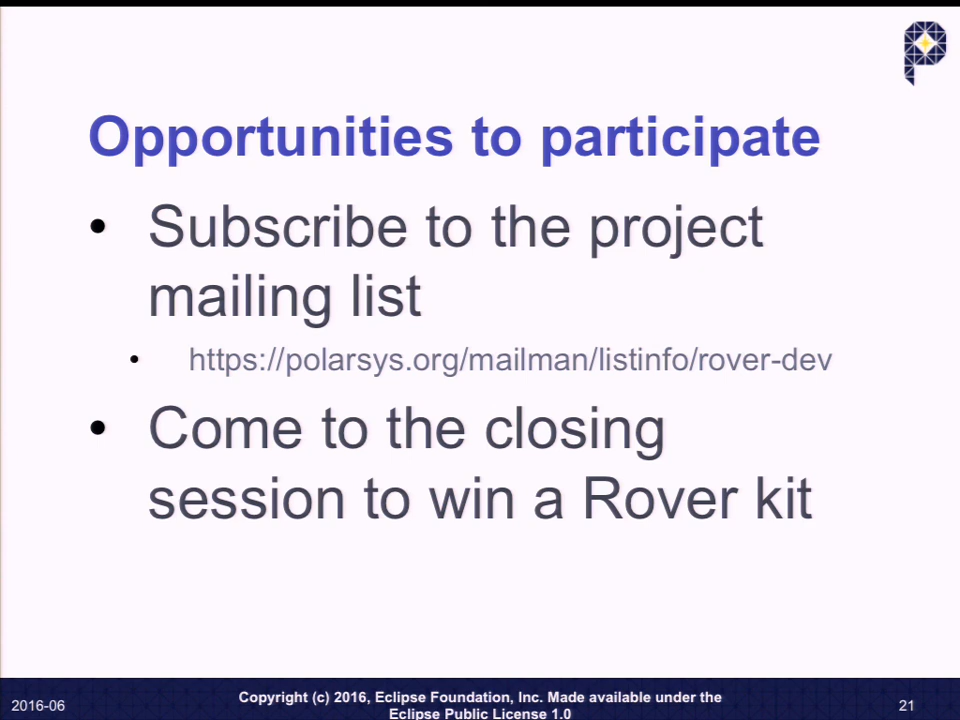 Opportunities to participate
• Subscribe to the project
mailing list
• https://polarsys.org/mailman/listinfo/rover-dev
• Come to the closing
session to win a Rover kit
2016-06
Copyright (c) 2016, Eclipse Foundation, Inc. Made available under the
Eclipse Public License 1.0
21